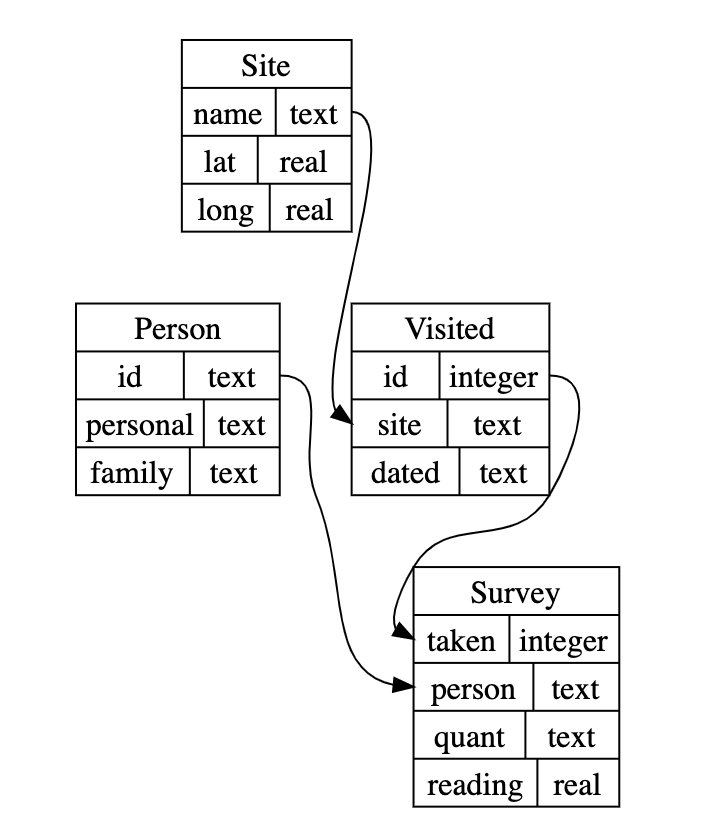 Site
name text
lat real
long real
Person
id text
personal text
family text
Visited
id integer
site text
dated text
Survey
taken integer
person text
quant text
reading real